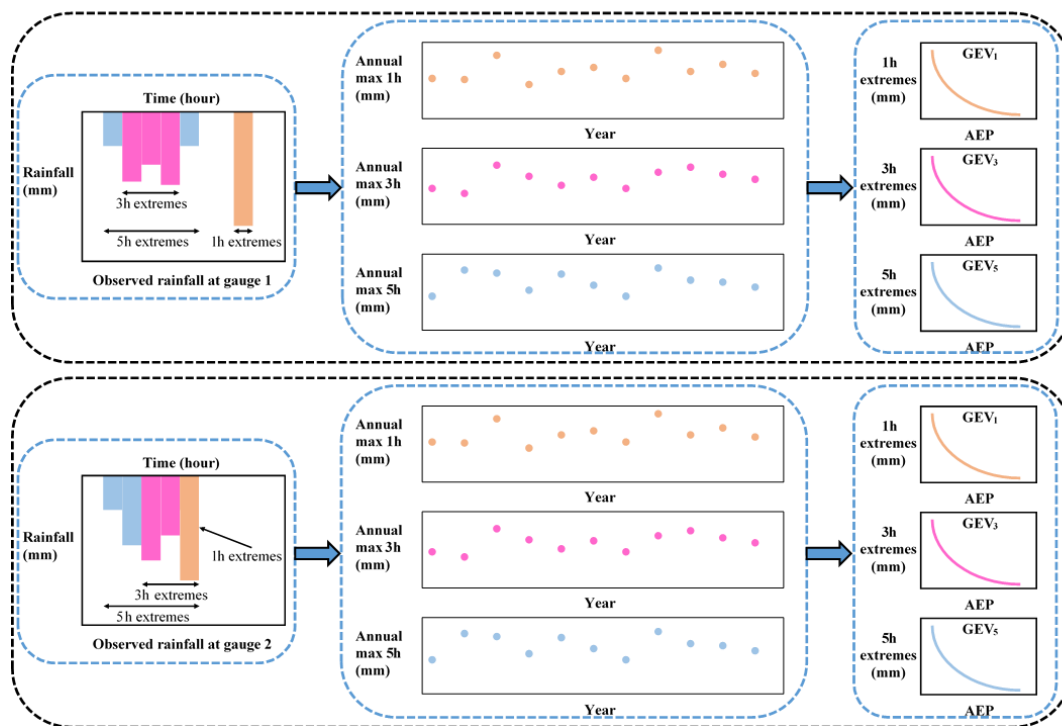 Time (hour)
Rainfall
(mm)
3h extremes
5h extremes
1h extremes
Observed rainfall at gauge 1
Annual
max 1h
(mm)
Year
Annual
max 3h
(mm)
Year
Annual
max 5h
(mm)
Year
1h
extremes
(mm)
GEV₁
AEP
3h
extremes
(mm)
GEV₃
AEP
5h
extremes
(mm)
GEV₅
AEP
Time (hour)
Rainfall
(mm)
1h extremes
3h extremes
5h extremes
Observed rainfall at gauge 2
Annual
max 1h
(mm)
Year
Annual
max 3h
(mm)
Year
Annual
max 5h
(mm)
Year
1h
extremes
(mm)
GEV₁
AEP
3h
extremes
(mm)
GEV₃
AEP
5h
extremes
(mm)
GEV₅
AEP